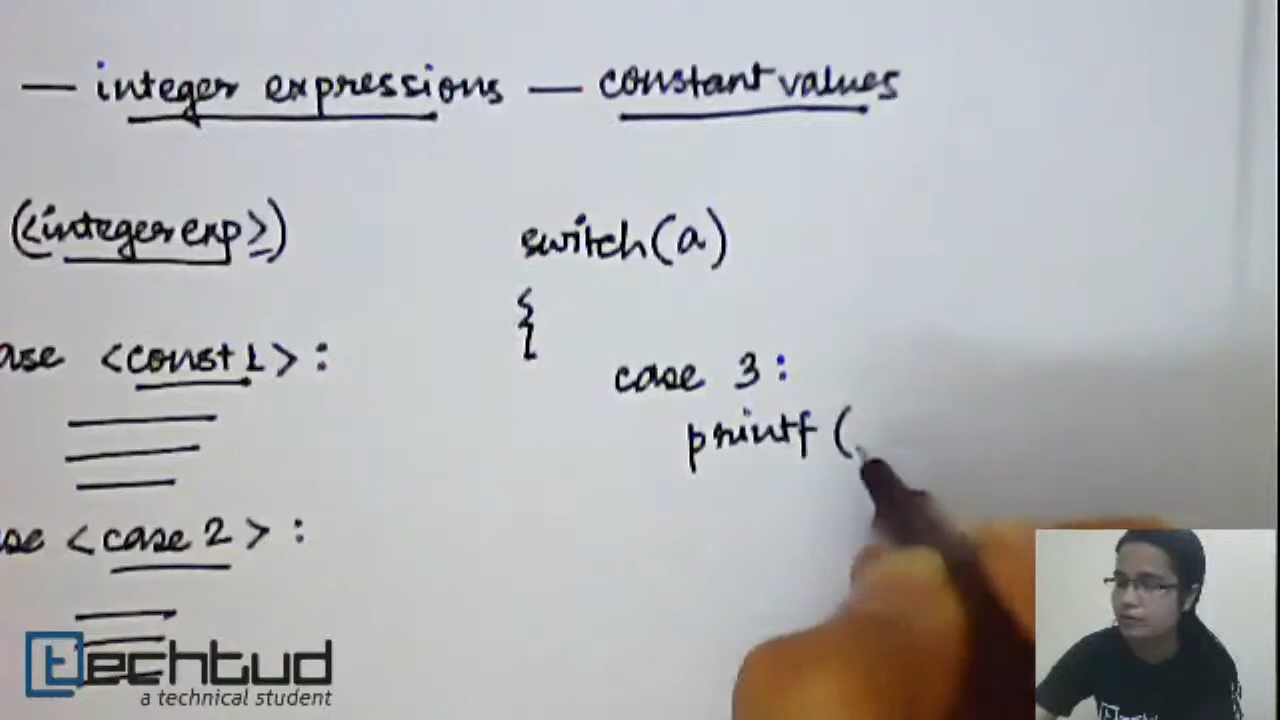 — integer expressions — constant values
(<integer exp>)
ase <const 1> :
se <case 2> :
switch(a)
{
case 3:
printf (
techtud
a technical student